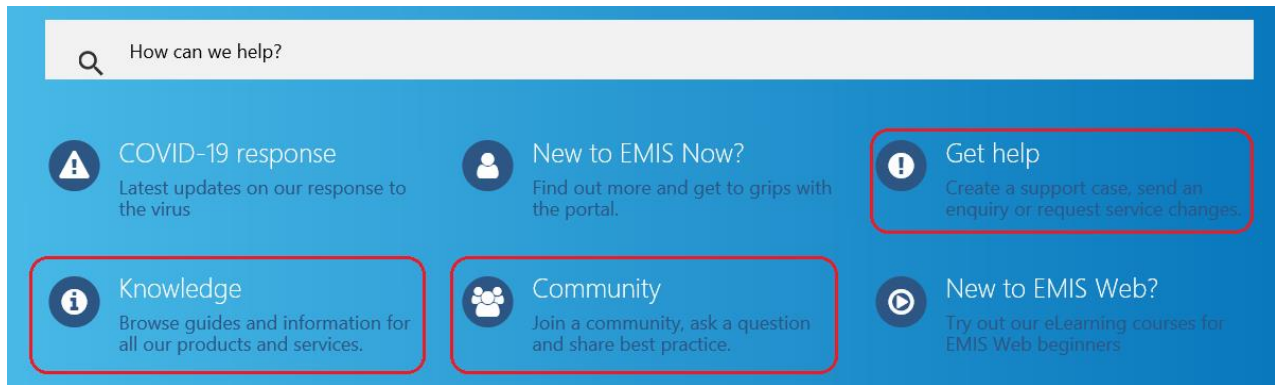 How can we help?
COVID-19 response
Latest updates on our response to
the virus
New to EMIS Now?
Find out more and get to grips with
the portal.
Get help
Create a support case, send an
enquiry or request service changes.
Knowledge
Browse guides and information for
all our products and services.
Community
Join a community, ask a question
and share best practice.
New to EMIS Web?
Try out our eLearning courses for
EMIS Web beginners